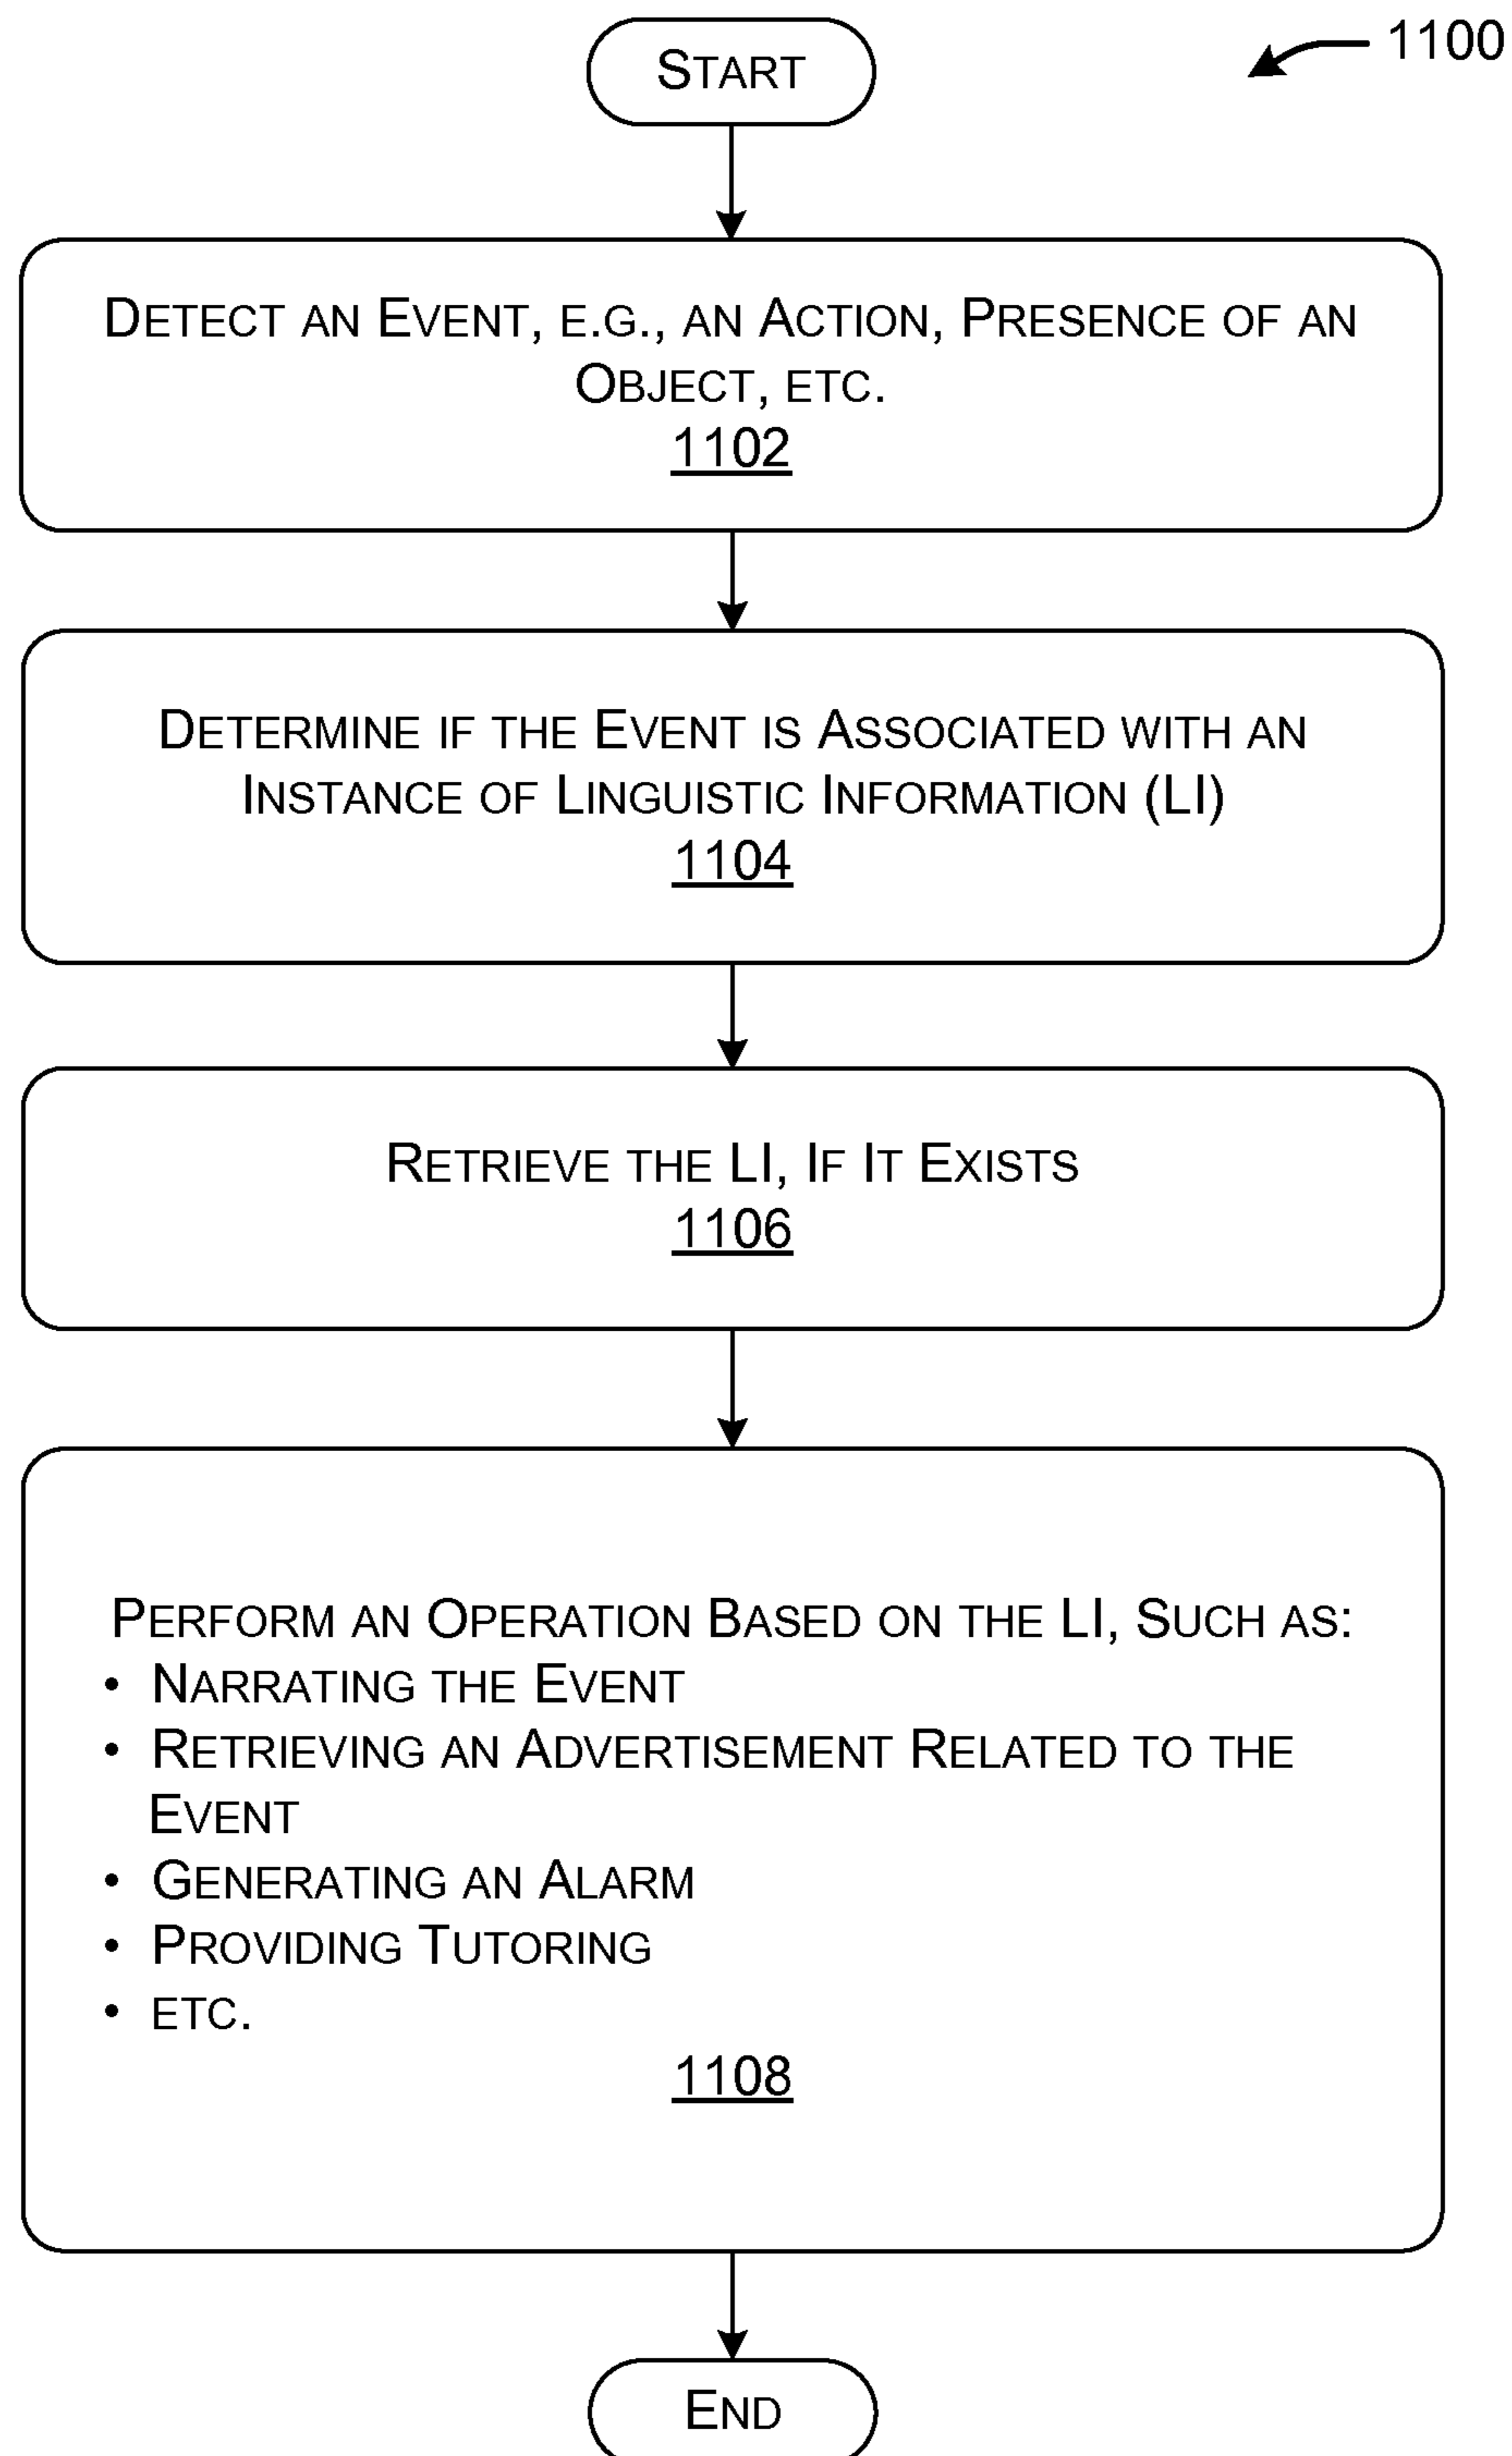 START
1100
DETECT AN EVENT, E.G., AN ACTION, PRESENCE OF AN
OBJECT, ETC.
1102
DETERMINE IF THE EVENT IS ASSOCIATED WITH AN
INSTANCE OF LINGUISTIC INFORMATION (LI)
1104
RETRIEVE THE LI, IF IT EXISTS
1106
PERFORM AN OPERATION BASED ON THE LI, SUCH AS:
• NARRATING THE EVENT
• RETRIEVING AN ADVERTISEMENT RELATED TO THE
EVENT
• GENERATING AN ALARM
• PROVIDING TUTORING
• ETC.
1108
END